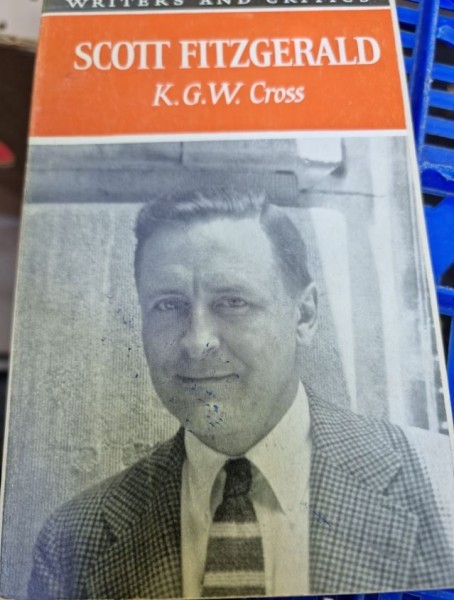 WRITERS AND CRITICS
SCOTT FITZGERALD
K. G. W. Cross